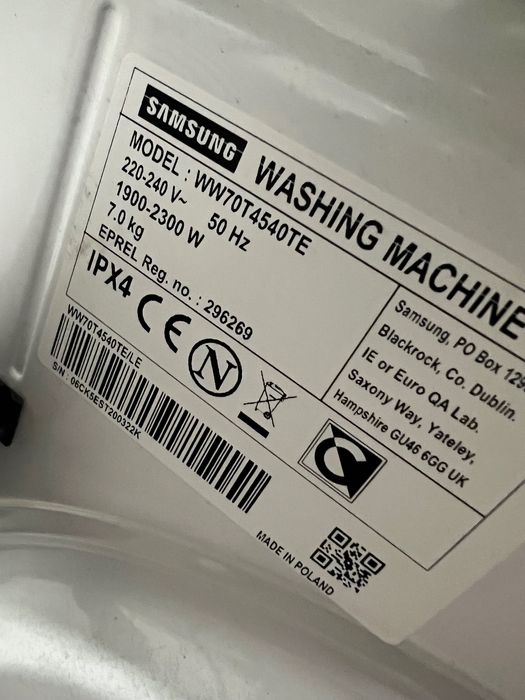 SAMSUNG
WASHING MACHINE
MODEL : WW70T4540TE
220-240 V~ 50 Hz
1900-2300 W
7.0 kg
EPREL Reg. no. : 296269
IPX4 CE N
Samsung, PO Box
Blackrock, Co. Dublin.
IE or Euro QA Lab.
Saxony Way, Yateley,
Hampshire GU46 6GG UK
WW70T4540TE/LE
S/N : 06CK5EST200322K
MADE IN POLAND